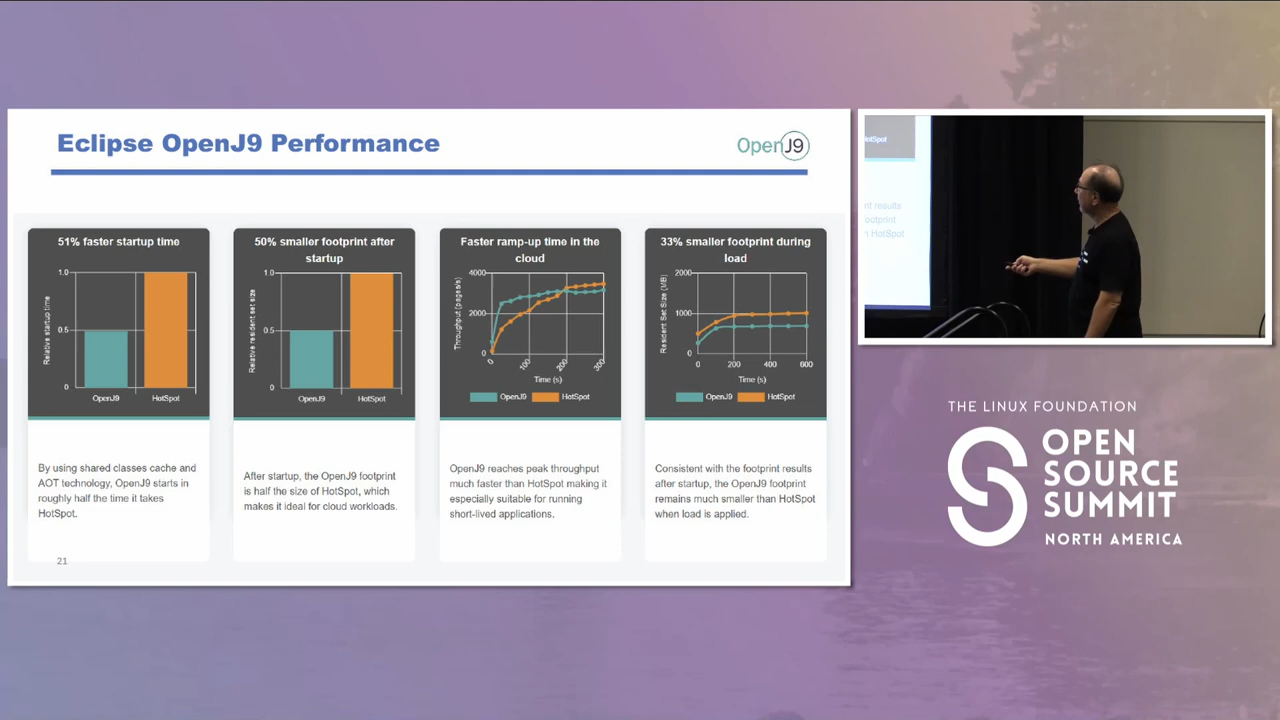 Eclipse OpenJ9 Performance
OpenJ9
51% faster startup time
1.0
0.5
0
Relative startup time
OpenJ9
HotSpot
By using shared classes cache and
AOT technology, OpenJ9 starts in
roughly half the time it takes
HotSpot.
50% smaller footprint after
startup
1.0
0.5
0
Relative resident set size
OpenJ9
HotSpot
After startup, the OpenJ9 footprint
is half the size of HotSpot, which
makes it ideal for cloud workloads.
Faster ramp-up time in the
cloud
4000
2000
0
Throughput (pages/s)
0
100
200
300
Time (s)
OpenJ9
HotSpot
OpenJ9 reaches peak throughput
much faster than HotSpot making it
especially suitable for running
short-lived applications.
33% smaller footprint during
load
2000
1000
0
Resident Set Size (MB)
0
200
400
600
Time (s)
OpenJ9
HotSpot
Consistent with the footprint results
after startup, the OpenJ9 footprint
remains much smaller than HotSpot
when load is applied.
21
HotSpot
nt results
ootprint
HotSpot
THE LINUX FOUNDATION
OPEN
SOURCE
SUMMIT
NORTH AMERICA